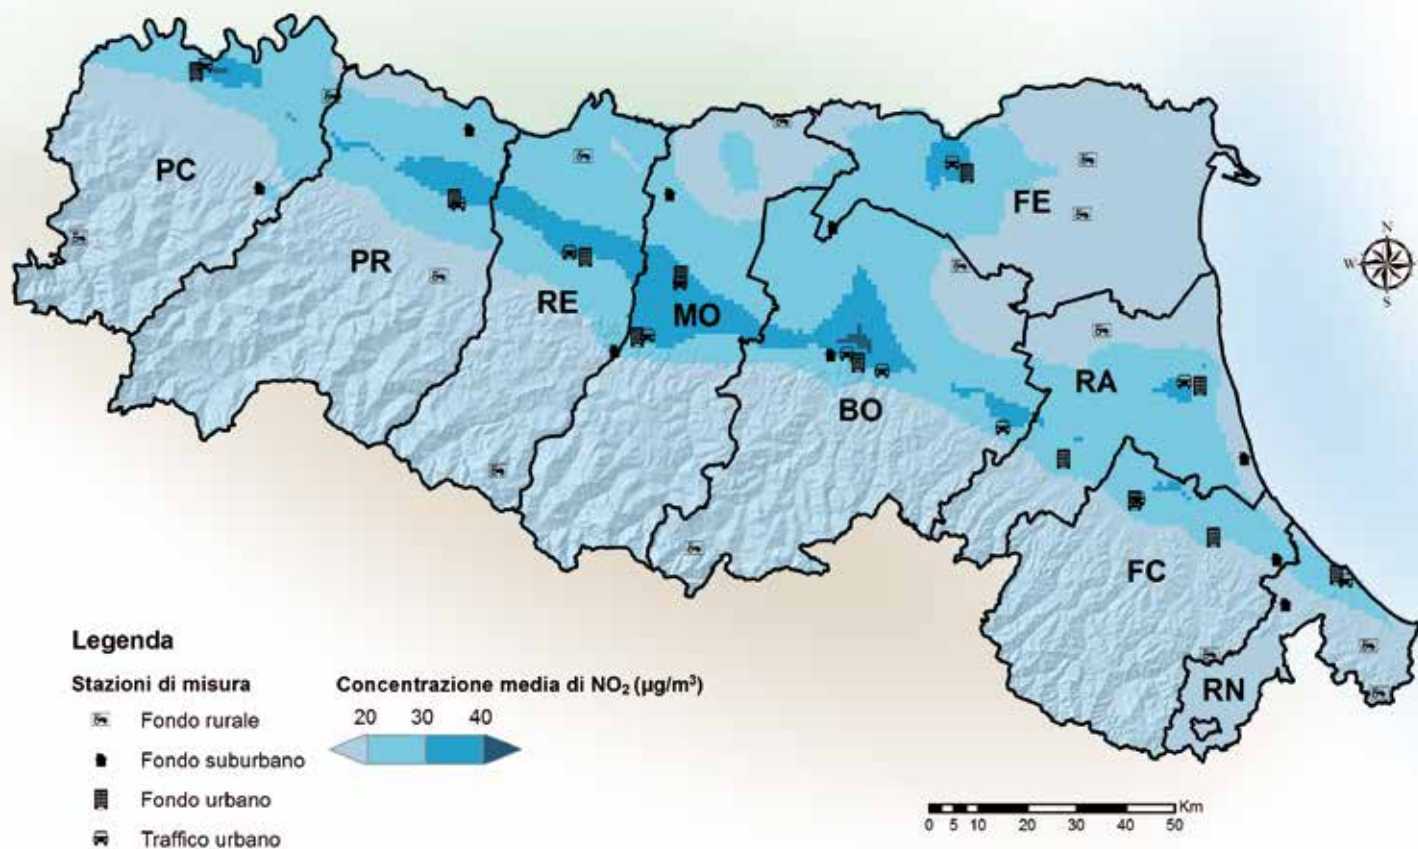 PC
PR
RE
MO
BO
FE
RA
FC
RN
N
W
S
Legenda
Stazioni di misura
Fondo rurale
Fondo suburbano
Fondo urbano
Traffico urbano
Concentrazione media di NO₂ (µg/m³)
20 30 40
Km
0 5 10 20 30 40 50